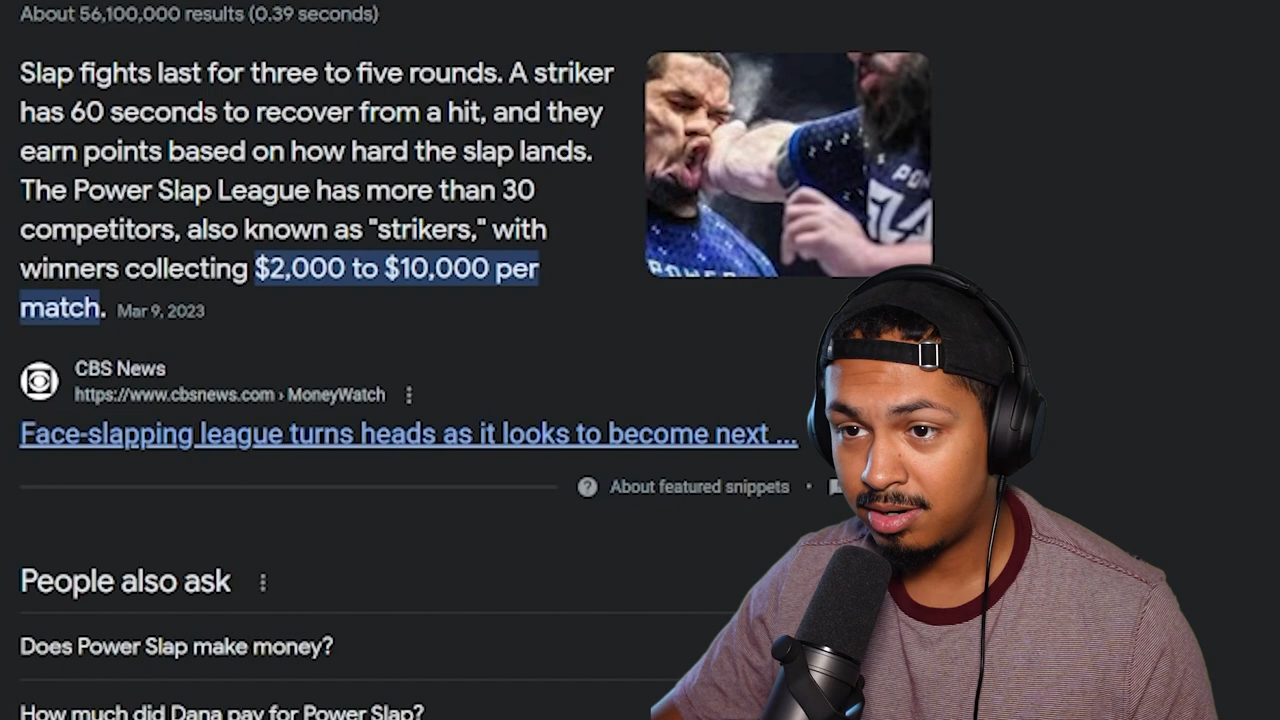 About 56,100,000 results (0.39 seconds)
Slap fights last for three to five rounds. A striker
has 60 seconds to recover from a hit, and they
earn points based on how hard the slap lands.
The Power Slap League has more than 30
competitors, also known as "strikers," with
winners collecting $2,000 to $10,000 per
match. Mar 9, 2023
POWER
CBS News
https://www.cbsnews.com › MoneyWatch
Face-slapping league turns heads as it looks to become next ...
About featured snippets
People also ask
Does Power Slap make money?
How much did Dana pay for Power Slap?